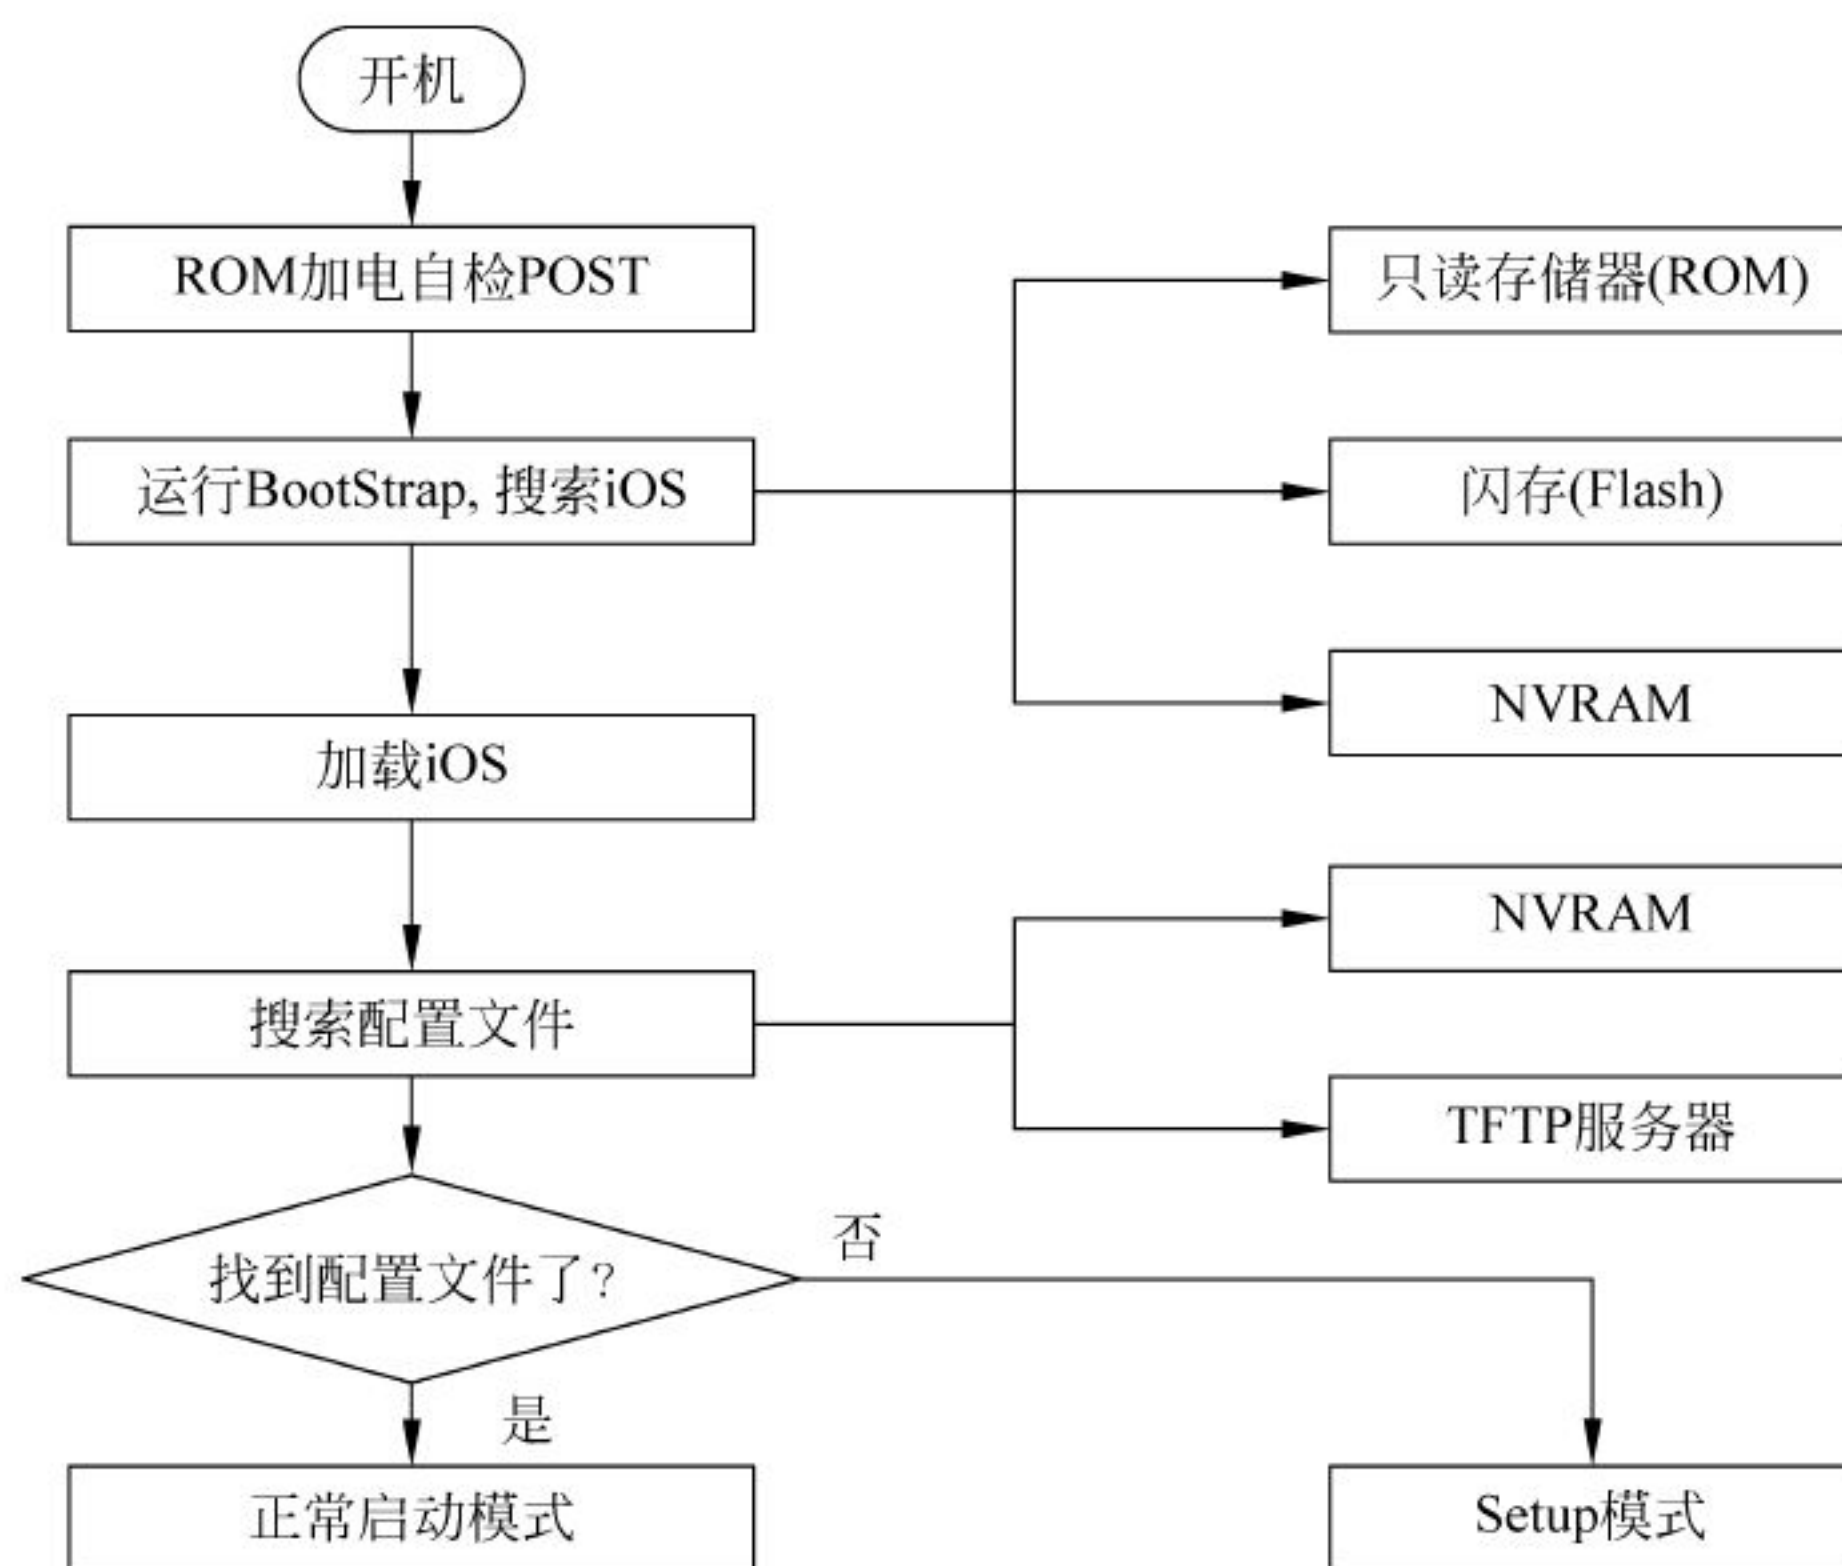 开机
ROM加电自检POST
只读存储器(ROM)
运行BootStrap, 搜索iOS
闪存(Flash)
NVRAM
加载iOS
NVRAM
搜索配置文件
TFTP服务器
否
找到配置文件了?
是
正常启动模式
Setup模式